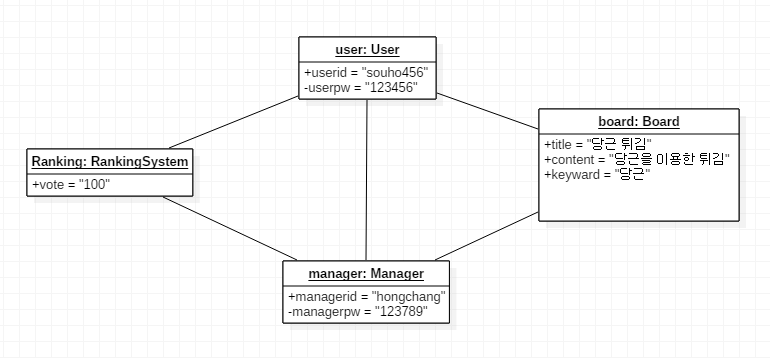 user: User
+userid = "souho456"
-userpw = "123456"
board: Board
+title = "당근 튀김"
+content = "당근을 이용한 튀김"
+keyward = "당근"
Ranking: RankingSystem
+vote = "100"
manager: Manager
+managerid = "hongchang"
-managerpw = "123789"